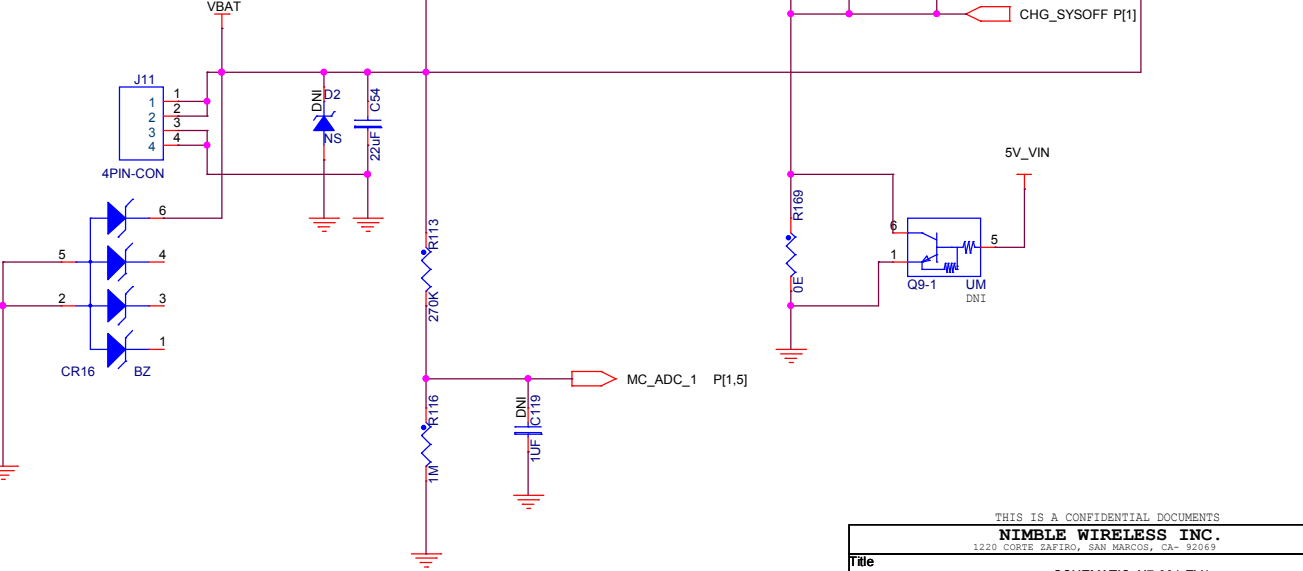 VBAT
CHG_SYSOFF P[1]
J11
1
2
3
4
1
2
3
4
4PIN-CON
DNI
D2
NS
C54
22uF
5V_VIN
6
5
4
2
3
1
CR16
BZ
R113
270K
R169
0E
6
1
5
Q9-1
UM
DNI
MC_ADC_1 P[1,5]
R116
1M
DNI
C119
1UF
THIS IS A CONFIDENTIAL DOCUMENTS
NIMBLE WIRELESS INC.
1220 CORTE ZAFIRO, SAN MARCOS, CA- 92069
Title